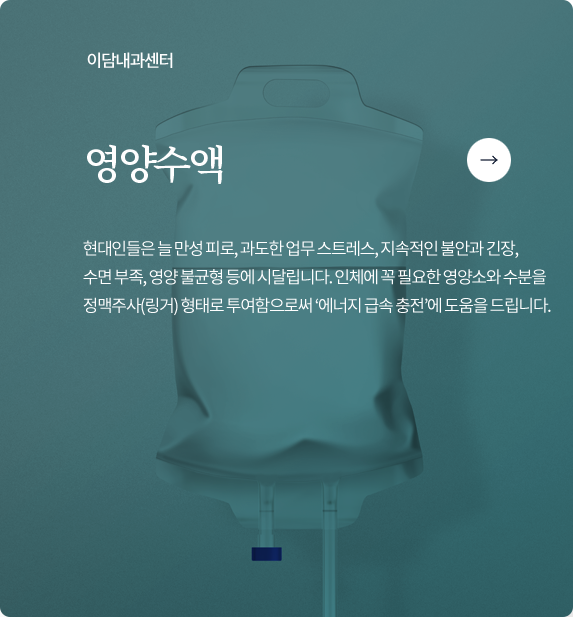 이담내과센터
영양수액
현대인들은 늘 만성 피로, 과도한 업무 스트레스, 지속적인 불안과 긴장,
수면 부족, 영양 불균형 등에 시달립니다. 인체에 꼭 필요한 영양소와 수분을
정맥주사(링거) 형태로 투여함으로써 ‘에너지 급속 충전’에 도움을 드립니다.